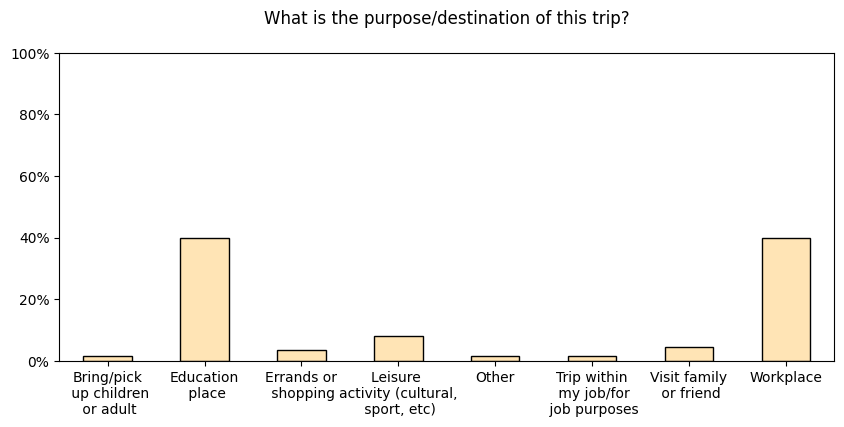 What is the purpose/destination of this trip?
100%
80%
60%
40%
20%
0%
Bring/pick
up children
or adult
Education
place
Errands or
shopping
Leisure
activity (cultural,
sport, etc)
Other
Trip within
my job/for
job purposes
Visit family
or friend
Workplace